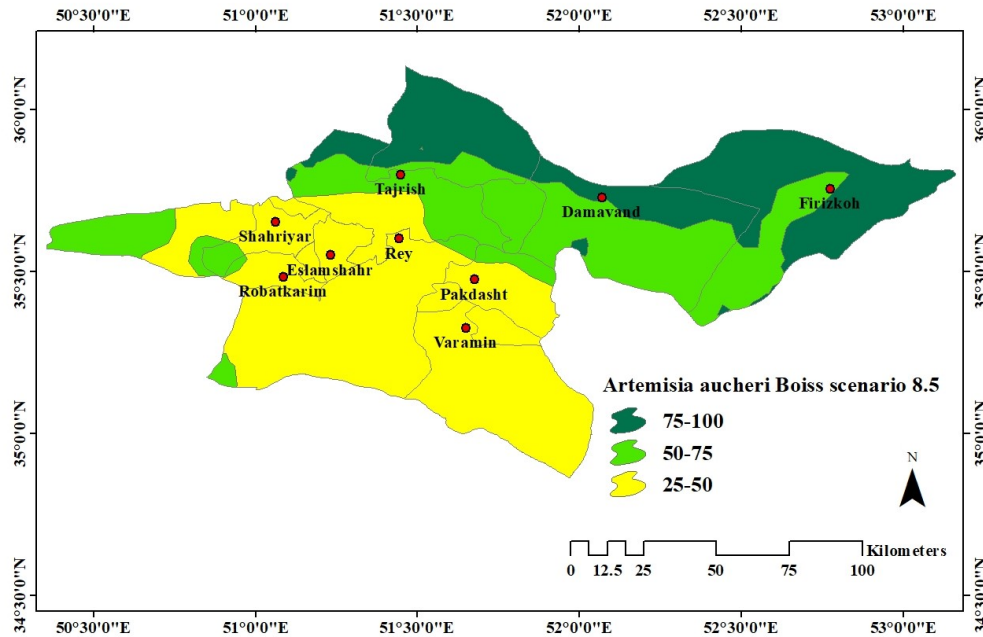 50°30'0"E 51°0'0"E 51°30'0"E 52°0'0"E 52°30'0"E 53°0'0"E
36°0'0"N
36°0'0"N
Tajrish
Damavand
Firizkoh
Shahriyar
Rey
Eslamshahr
35°30'0"N
35°30'0"N
Robatkarim
Pakdasht
Varamin
Artemisia aucheri Boiss scenario 8.5
75-100
50-75
25-50
35°0'0"N
35°0'0"N
N
Kilometers
0 12.5 25 50 75 100
34°30'0"N
34°30'0"N
50°30'0"E 51°0'0"E 51°30'0"E 52°0'0"E 52°30'0"E 53°0'0"E